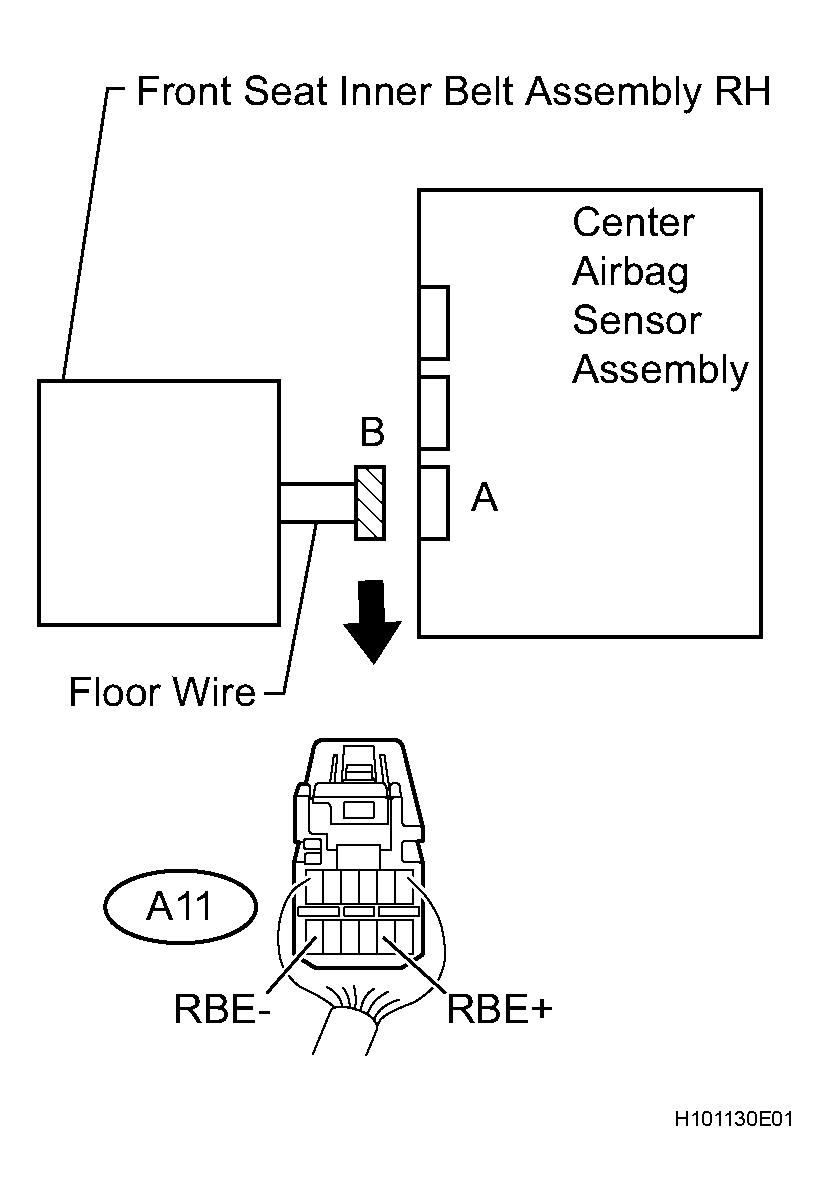 Front Seat Inner Belt Assembly RH
Center
Airbag
Sensor
Assembly
B
A
Floor Wire
A11
RBE-
RBE+
H101130E01